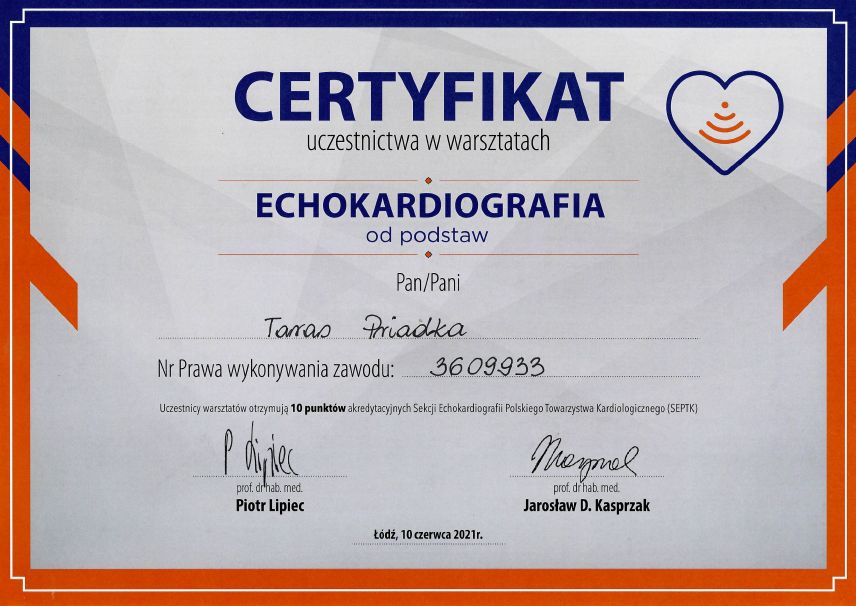 CERTYFIKAT
uczestnictwa w warsztatach
ECHOKARDIOGRAFIA
od podstaw
Pan/Pani
Taras Priadka
Nr Prawa wykonywania zawodu: 3609933
Uczestnicy warsztatów otrzymują 10 punktów akredytacyjnych Sekcji Echokardiografii Polskiego Towarzystwa Kardiologicznego (SEPTK)
P Lipiec
prof. dr hab. med.
Piotr Lipiec
prof. dr hab. med.
Jarosław D. Kasprzak
Łódź, 10 czerwca 2021r.